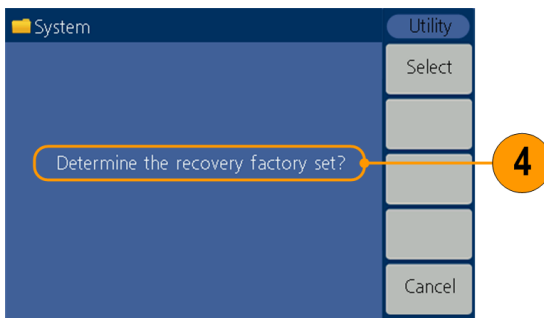 System
Utility
Select
Determine the recovery factory set?
4
Cancel